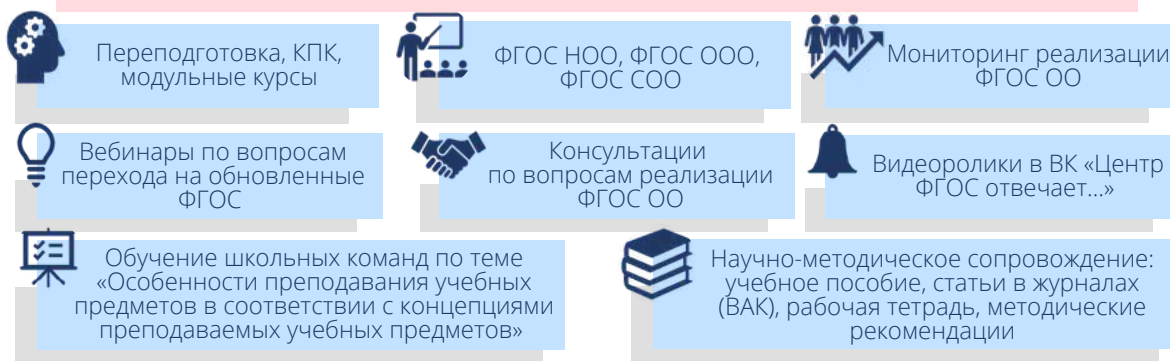 Переподготовка, КПК,
модульные курсы
ФГОС НОО, ФГОС ООО,
ФГОС СОО
Мониторинг реализации
ФГОС ОО
Вебинары по вопросам
перехода на обновленные
ФГОС
Консультации
по вопросам реализации
ФГОС ОО
Видеоролики в ВК «Центр
ФГОС отвечает...»
Обучение школьных команд по теме
«Особенности преподавания учебных
предметов в соответствии с концепциями
преподаваемых учебных предметов»
Научно-методическое сопровождение:
учебное пособие, статьи в журналах
(ВАК), рабочая тетрадь, методические
рекомендации